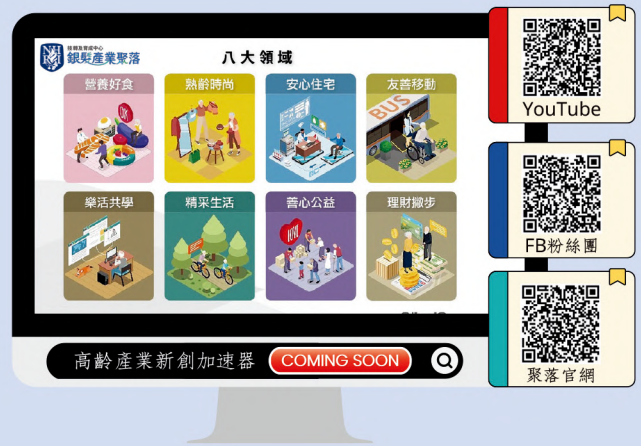 銀髮產業聚落
八大領域
營養好食
熟齡時尚
安心住宅
友善移動
BUS
樂活共學
精采生活
善心公益
理財撇步
高齡產業新創加速器
COMING SOON
YouTube
FB粉絲團
聚落官網